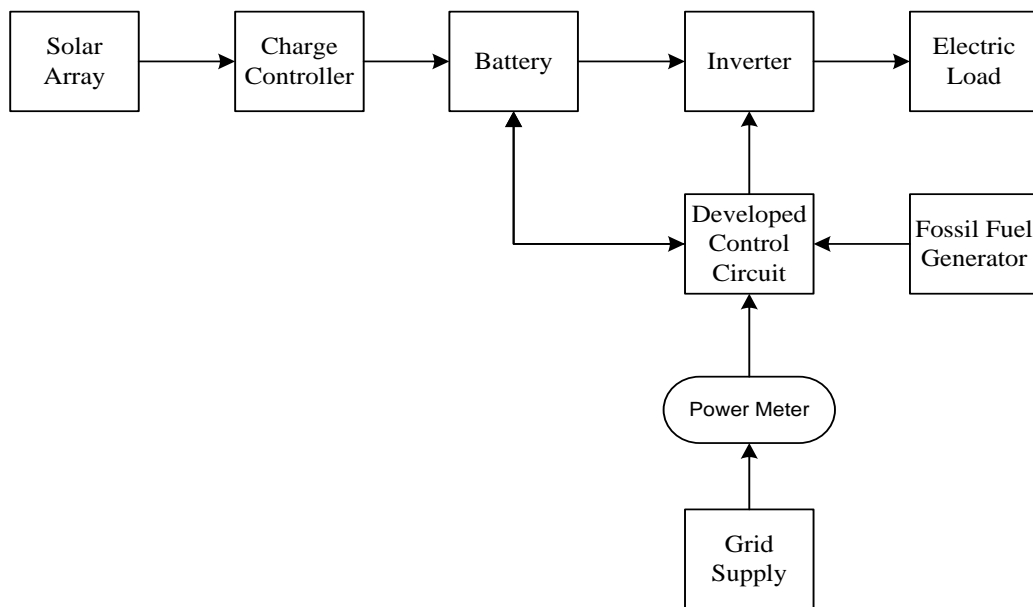 Solar
Array
Charge
Controller
Battery
Inverter
Electric
Load
Developed
Control
Circuit
Fossil Fuel
Generator
Power Meter
Grid
Supply